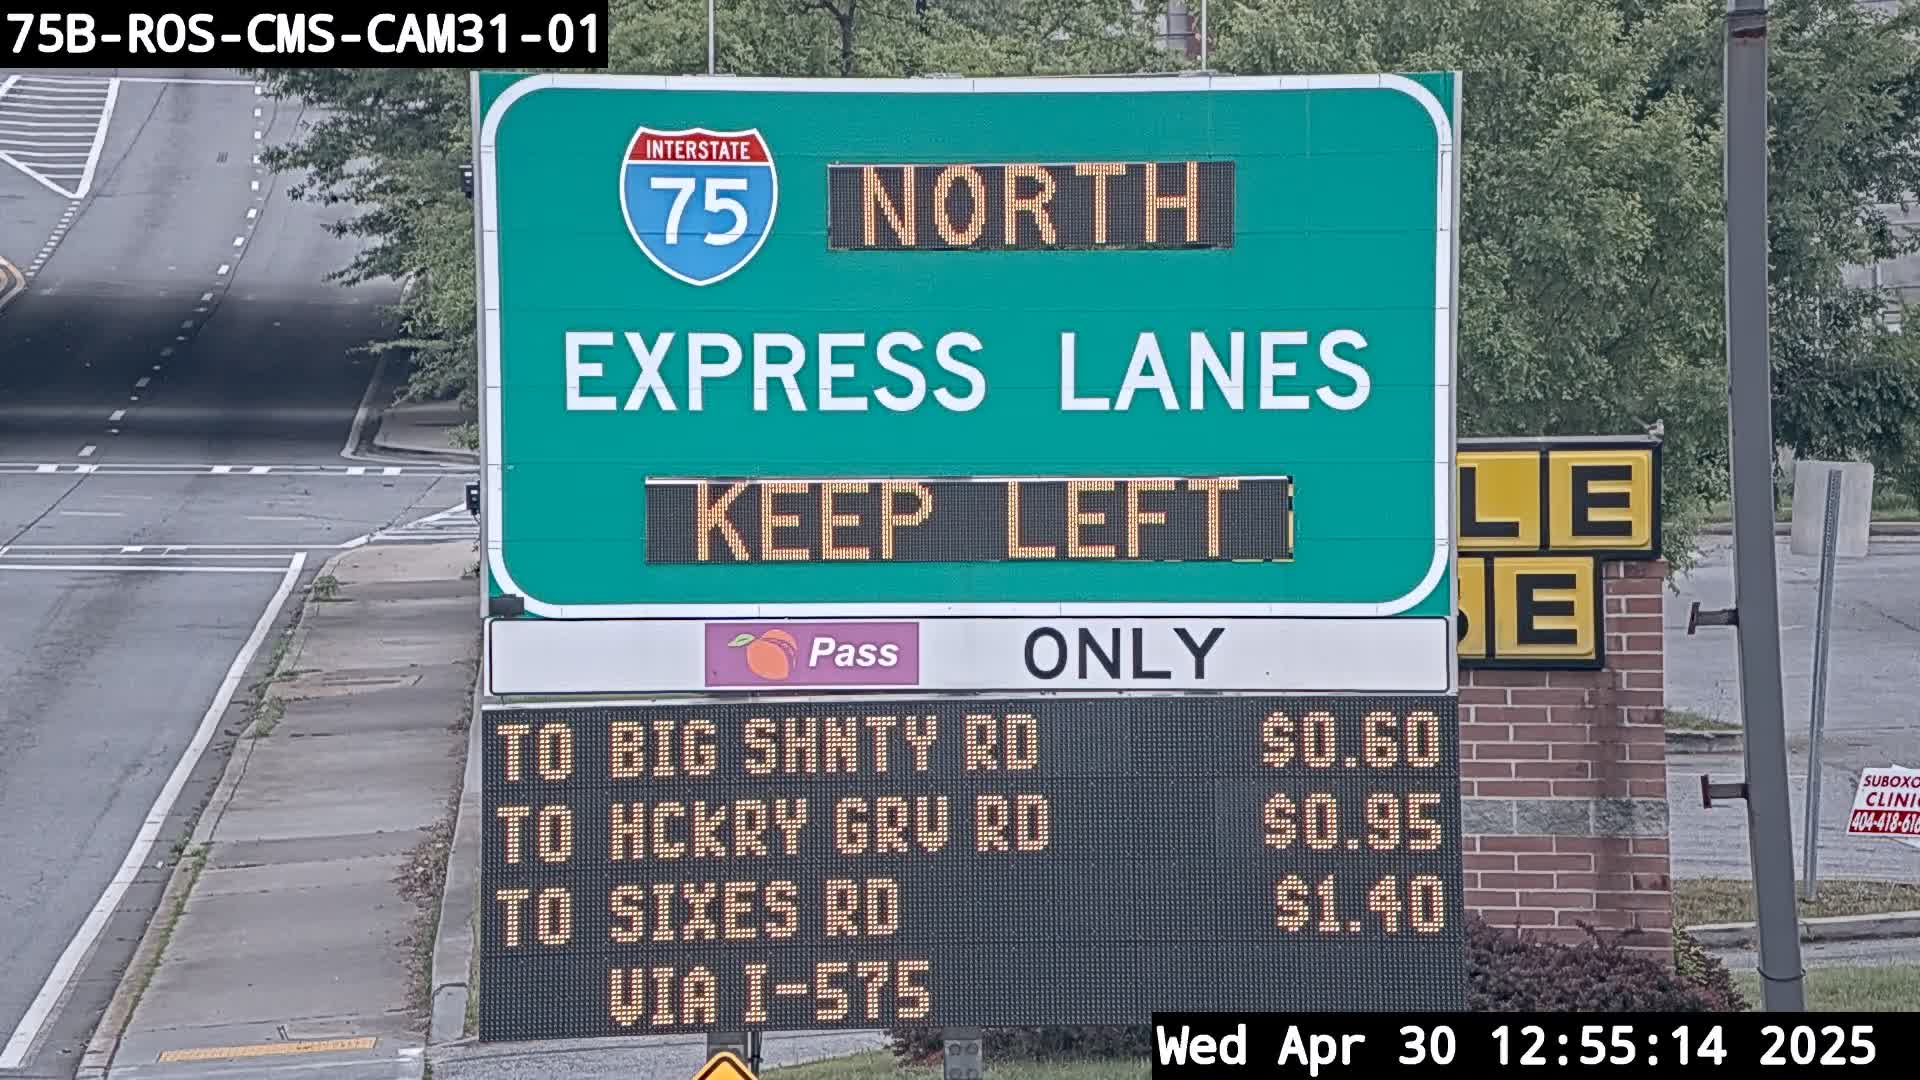 75B-ROS-CMS-CAM31-01
INTERSTATE
75
NORTH
EXPRESS LANES
KEEP LEFT
LE
E
Pass ONLY
TO BIG SHNTY RD $0.60
TO HCKRY GRV RD $0.95
TO SIXES RD $1.40
VIA I-575
CLINIC
Wed Apr 30 12:55:14 2025